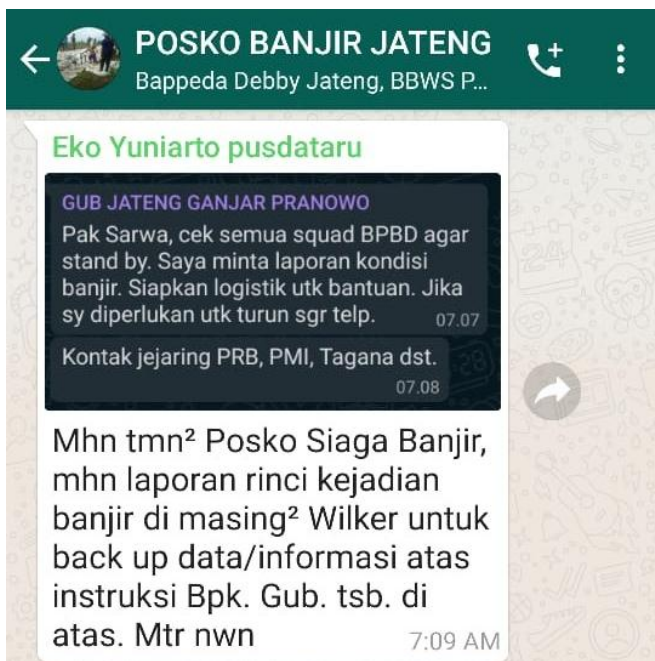 POSKO BANJIR JATENG
Bappeda Debby Jateng, BBWS P...
Eko Yuniarto pusdataru
GUB JATENG GANJAR PRANOWO
Pak Sarwa, cek semua squad BPBD agar
stand by. Saya minta laporan kondisi
banjir. Siapkan logistik utk bantuan. Jika
sy diperlukan utk turun sgr telp. 07.07
Kontak jejaring PRB, PMI, Tagana dst.
07.08
Mhn tmn² Posko Siaga Banjir,
mhn laporan rinci kejadian
banjir di masing² Wilker untuk
back up data/informasi atas
instruksi Bpk. Gub. tsb. di
atas. Mtr nwn 7:09 AM